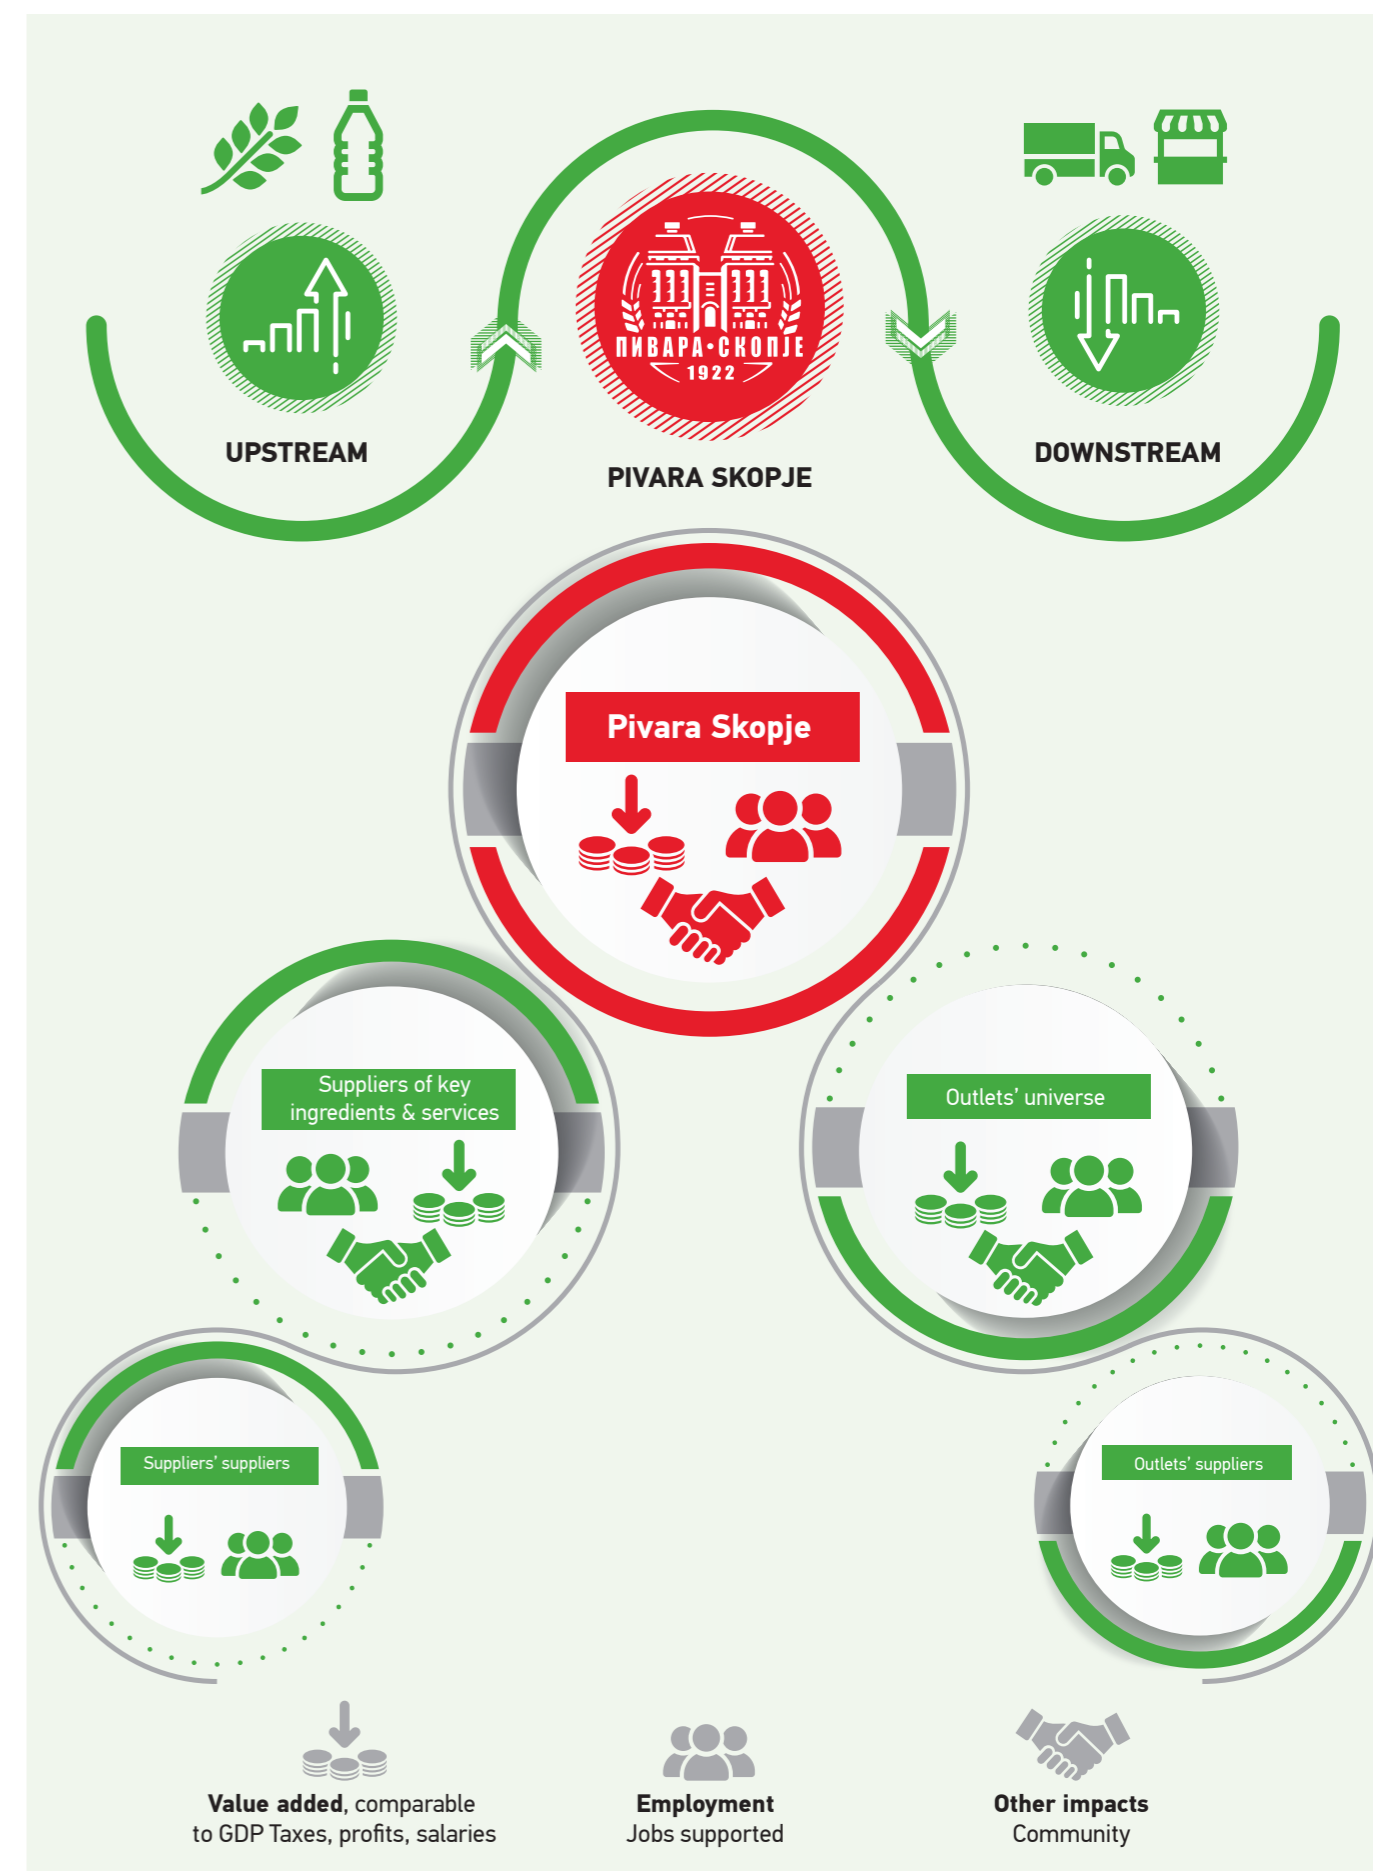 ПИВАРА•СКОПЈЕ
1922
UPSTREAM
PIVARA SKOPJE
DOWNSTREAM
Pivara Skopje
Suppliers of key
ingredients & services
Outlets’ universe
Suppliers’ suppliers
Outlets’ suppliers
Value added, comparable
to GDP Taxes, profits, salaries
Employment
Jobs supported
Other impacts
Community